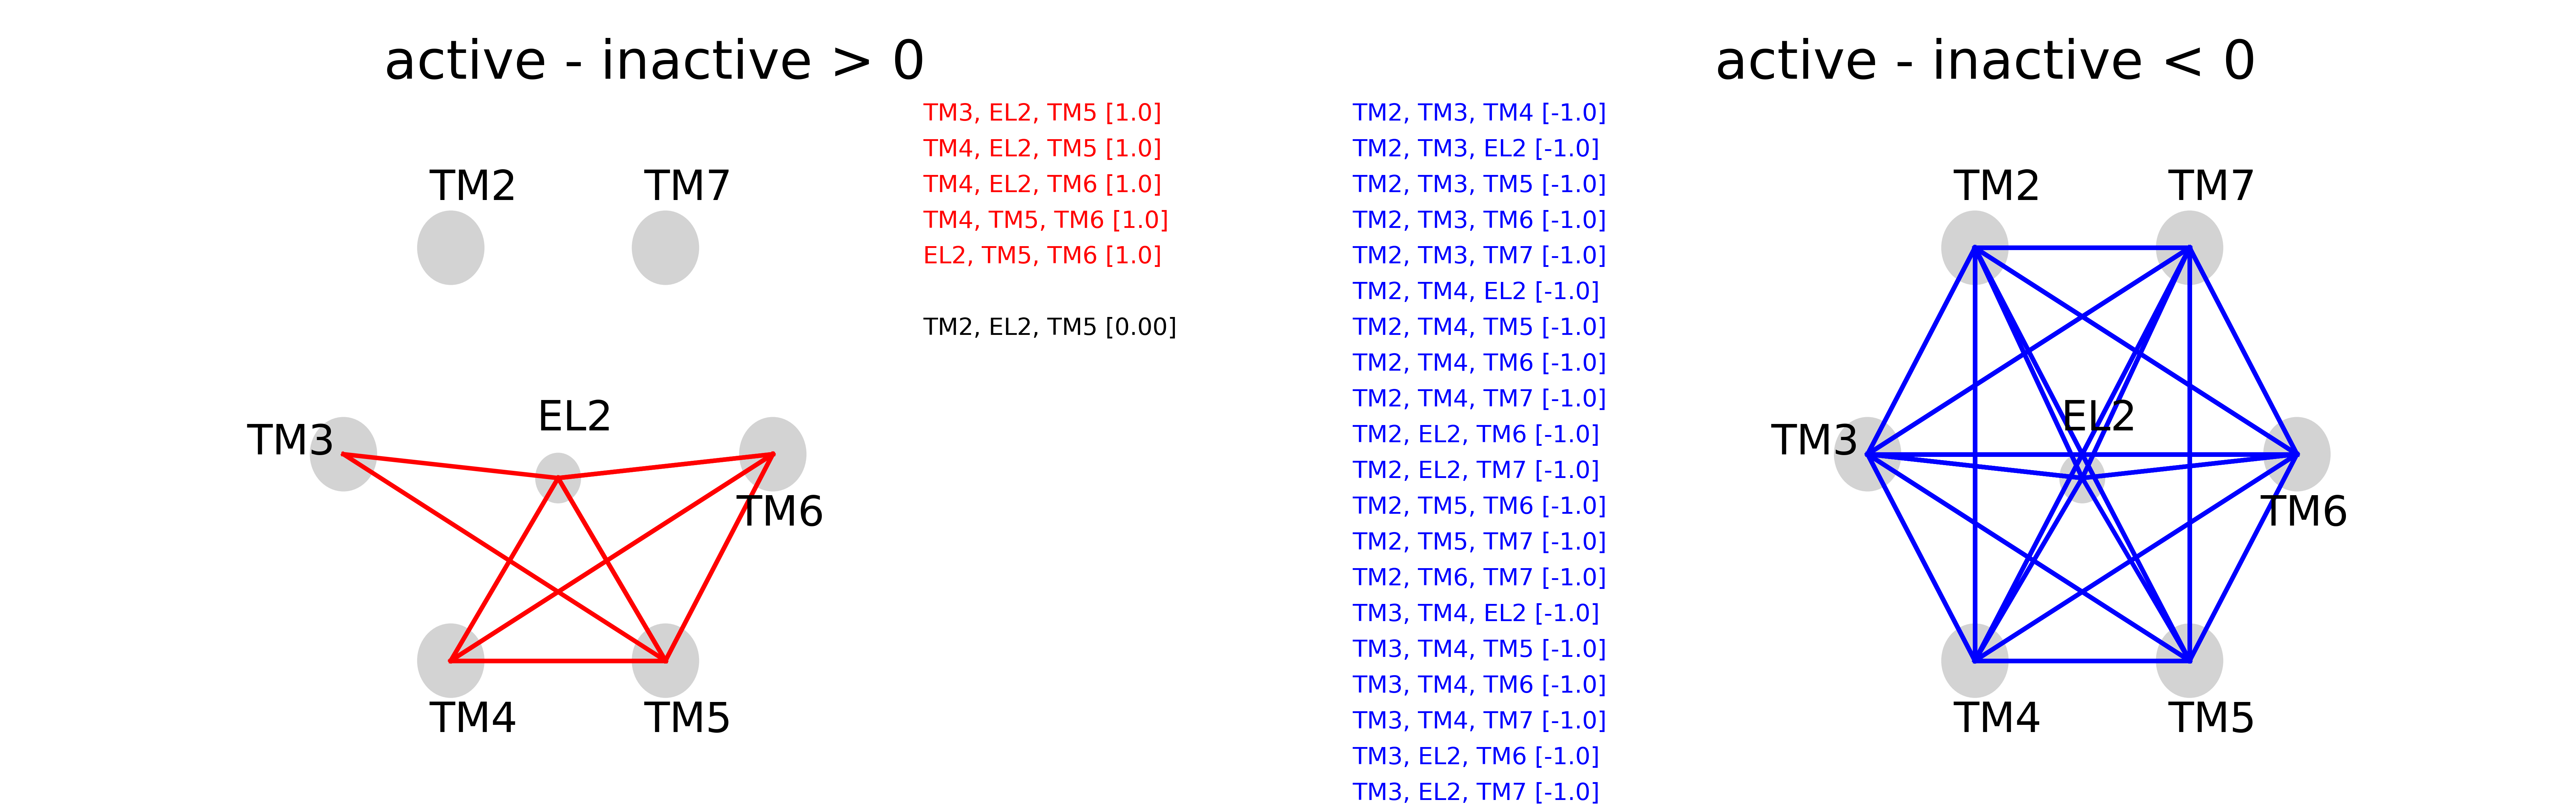 active - inactive > 0
TM2
TM7
TM3
EL2
TM6
TM4
TM5
TM3, EL2, TM5 [1.0]
TM4, EL2, TM5 [1.0]
TM4, EL2, TM6 [1.0]
TM4, TM5, TM6 [1.0]
EL2, TM5, TM6 [1.0]
TM2, EL2, TM5 [0.00]
TM2, TM3, TM4 [-1.0]
TM2, TM3, EL2 [-1.0]
TM2, TM3, TM5 [-1.0]
TM2, TM3, TM6 [-1.0]
TM2, TM3, TM7 [-1.0]
TM2, TM4, EL2 [-1.0]
TM2, TM4, TM5 [-1.0]
TM2, TM4, TM6 [-1.0]
TM2, TM4, TM7 [-1.0]
TM2, EL2, TM6 [-1.0]
TM2, EL2, TM7 [-1.0]
TM2, TM5, TM6 [-1.0]
TM2, TM5, TM7 [-1.0]
TM2, TM6, TM7 [-1.0]
TM3, TM4, EL2 [-1.0]
TM3, TM4, TM5 [-1.0]
TM3, TM4, TM6 [-1.0]
TM3, TM4, TM7 [-1.0]
TM3, EL2, TM6 [-1.0]
TM3, EL2, TM7 [-1.0]
active - inactive < 0
TM2
TM7
TM3
EL2
TM6
TM4
TM5